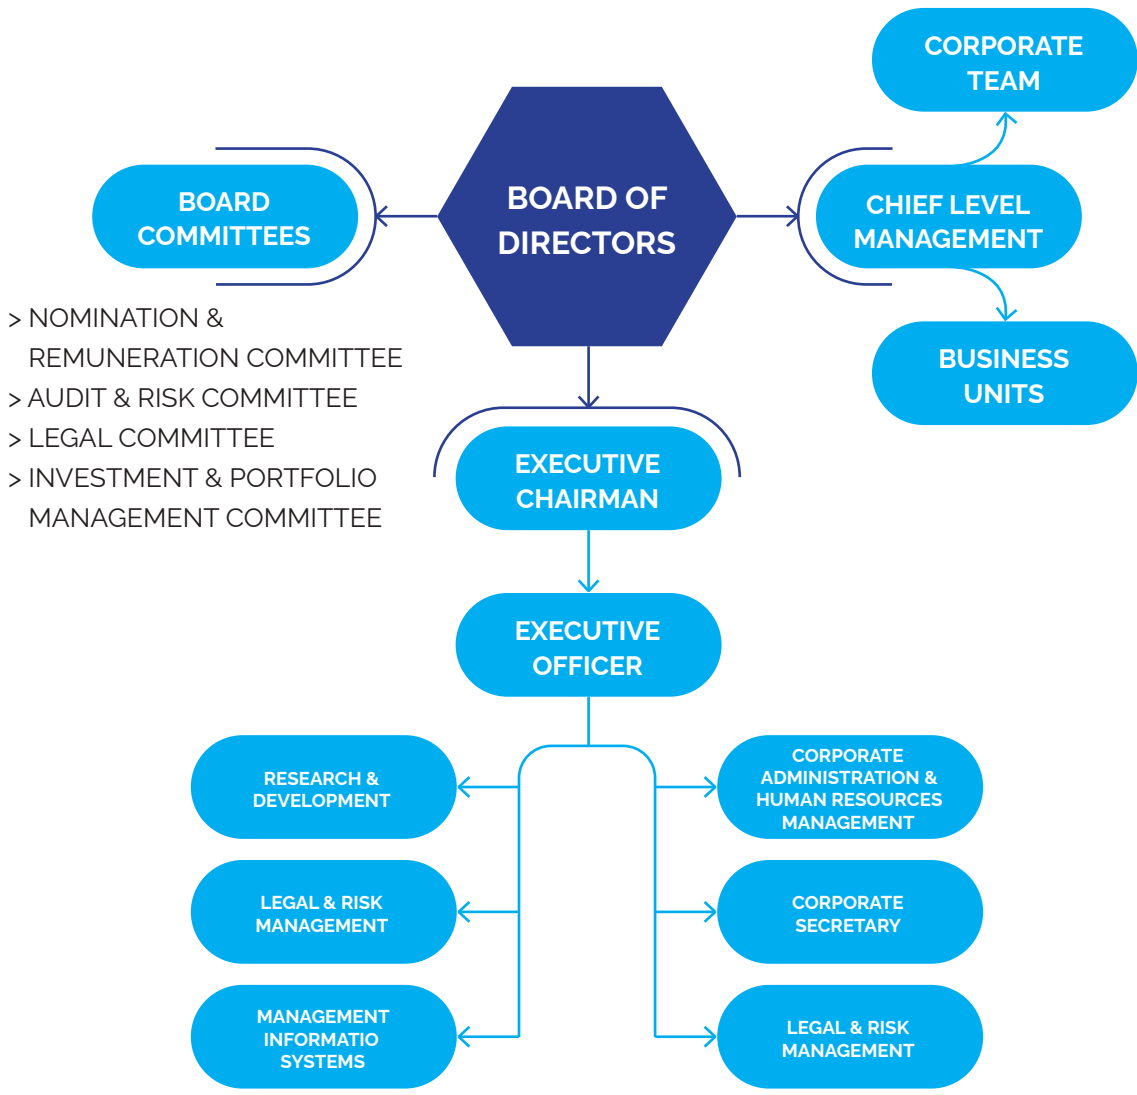 CORPORATE
TEAM
BOARD OF
DIRECTORS
BOARD
COMMITTEES
CHIEF LEVEL
MANAGEMENT
> NOMINATION &
REMUNERATION COMMITTEE
> AUDIT & RISK COMMITTEE
> LEGAL COMMITTEE
> INVESTMENT & PORTFOLIO
MANAGEMENT COMMITTEE
BUSINESS
UNITS
EXECUTIVE
CHAIRMAN
EXECUTIVE
OFFICER
RESEARCH &
DEVELOPMENT
CORPORATE
ADMINISTRATION &
HUMAN RESOURCES
MANAGEMENT
LEGAL & RISK
MANAGEMENT
CORPORATE
SECRETARY
MANAGEMENT
INFORMATIO
SYSTEMS
LEGAL & RISK
MANAGEMENT